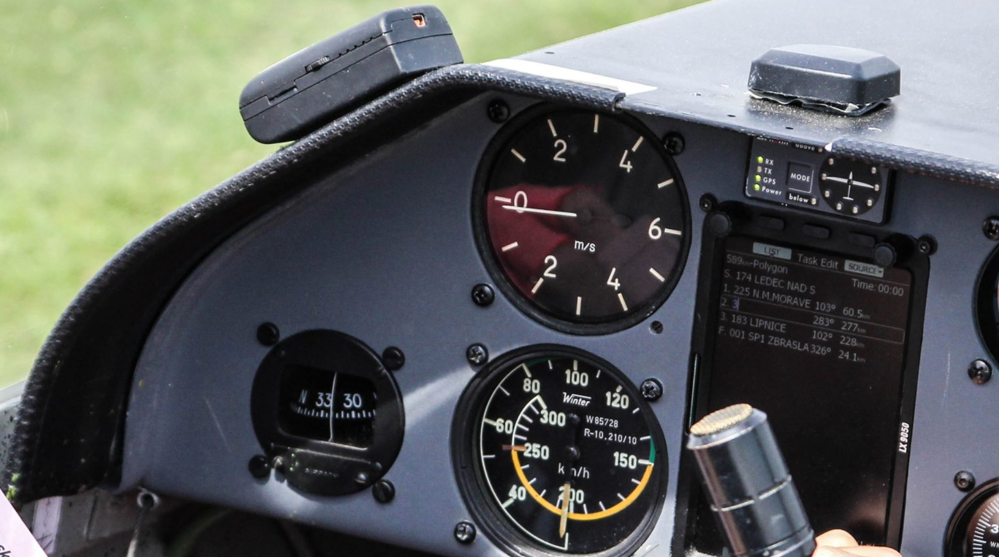 2
4
0
6
m/s
2
4
above
RX
TX
GPS
Power
MODE
below
LIST
Task Edit
SOURCE
589km-Polygon
Time: 00:00
S. 174 LEDEC NAD S
1. 225 N.M.MORAVE 103° 60.5km
2. 3 283° 277km
3. 183 LIPNICE 102° 228km
F. 001 SP1 ZBRASLA 326° 24.1km
LX 9050
N 33 30
80
100
120
Winter
60
300
W85728
R-10.210/10
250
150
km/h
40
200
3